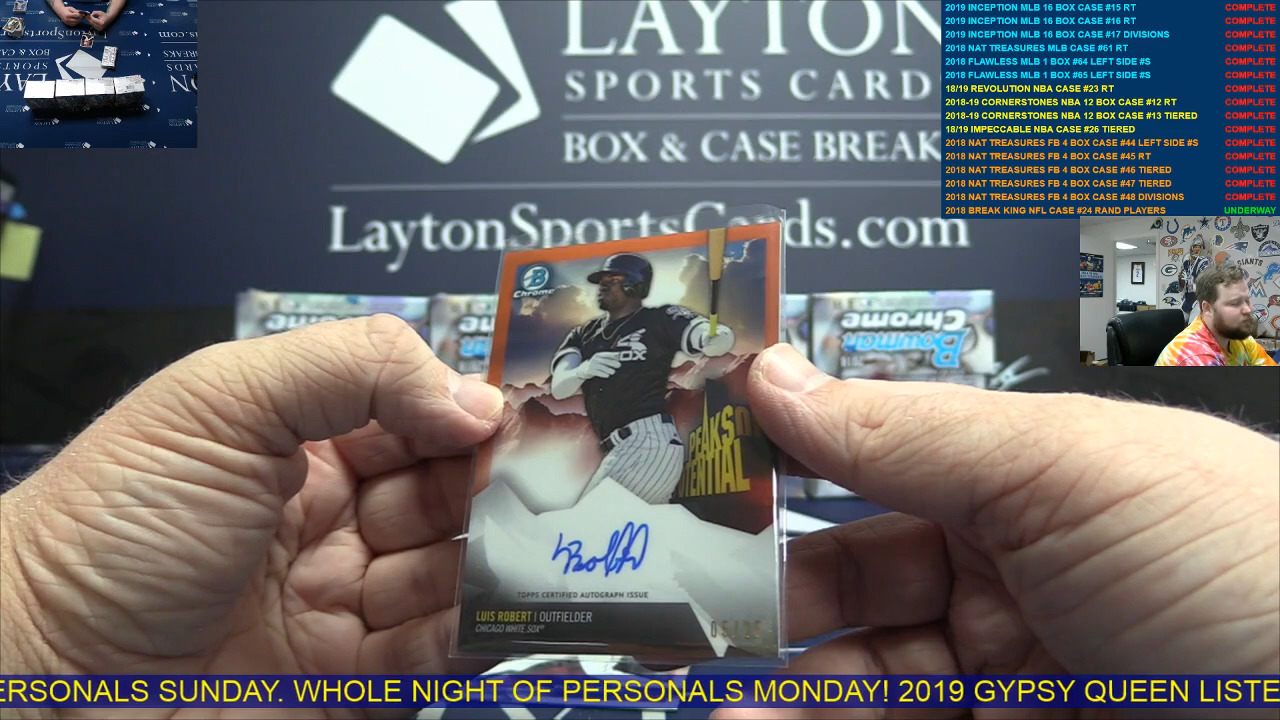 LAYTON
SPORTS CARD
BOX & CASE BREAK
LaytonSportsCards.com
2019 INCEPTION MLB 16 BOX CASE #15 RT COMPLETE
2019 INCEPTION MLB 16 BOX CASE #16 RT COMPLETE
2019 INCEPTION MLB 16 BOX CASE #17 DIVISIONS COMPLETE
2018 NAT TREASURES MLB CASE #61 RT COMPLETE
2018 FLAWLESS MLB 1 BOX #64 LEFT SIDE #S COMPLETE
2018 FLAWLESS MLB 1 BOX #65 LEFT SIDE #S COMPLETE
18/19 REVOLUTION NBA CASE #23 RT COMPLETE
2018-19 CORNERSTONES NBA 12 BOX CASE #12 RT COMPLETE
2018-19 CORNERSTONES NBA 12 BOX CASE #13 TIERED COMPLETE
18/19 IMPECCABLE NBA CASE #26 TIERED COMPLETE
2018 NAT TREASURES FB 4 BOX CASE #44 LEFT SIDE #S COMPLETE
2018 NAT TREASURES FB 4 BOX CASE #45 RT COMPLETE
2018 NAT TREASURES FB 4 BOX CASE #46 TIERED COMPLETE
2018 NAT TREASURES FB 4 BOX CASE #47 TIERED COMPLETE
2018 NAT TREASURES FB 4 BOX CASE #48 DIVISIONS COMPLETE
2018 BREAK KING NFL CASE #24 RAND PLAYERS UNDERWAY
GIANTS
Bowman
Chrome
B
Chrome
SOX
PEAKS OF
POTENTIAL
TOPPS CERTIFIED AUTOGRAPH ISSUE
LUIS ROBERT | OUTFIELDER
CHICAGO WHITE SOX
05/25
ERSONALS SUNDAY. WHOLE NIGHT OF PERSONALS MONDAY! 2019 GYPSY QUEEN LISTE